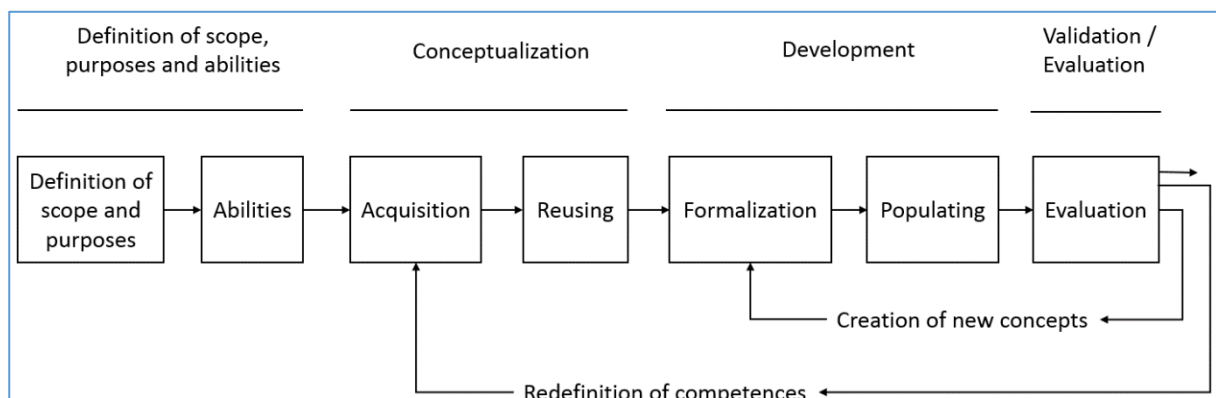 Definition of scope,
purposes and abilities
Conceptualization
Development
Validation /
Evaluation
Definition of
scope and
purposes
Abilities
Acquisition
Reusing
Formalization
Populating
Evaluation
Creation of new concepts
Redefinition of competences